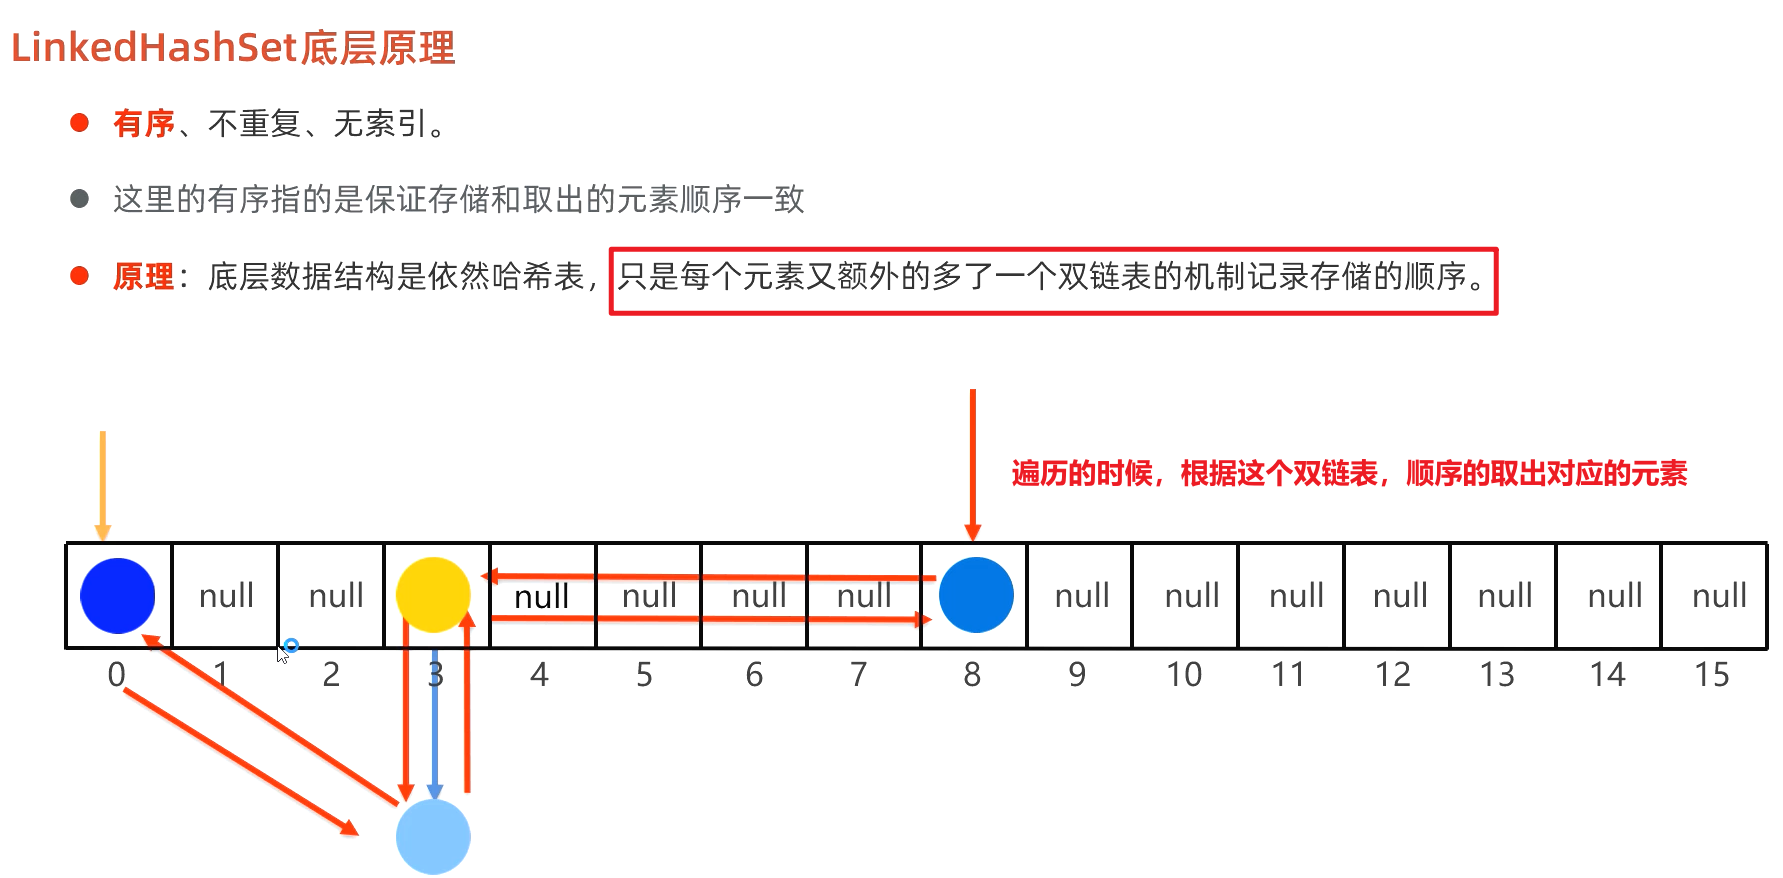 LinkedHashSet底层原理
有序、不重复、无索引。
这里的有序指的是保证存储和取出的元素顺序一致
原理：底层数据结构是依然哈希表，只是每个元素又额外的多了一个双链表的机制记录存储的顺序。
遍历的时候，根据这个双链表，顺序的取出对应的元素
null null null null null null null null null null null null null
0 1 2 3 4 5 6 7 8 9 10 11 12 13 14 15